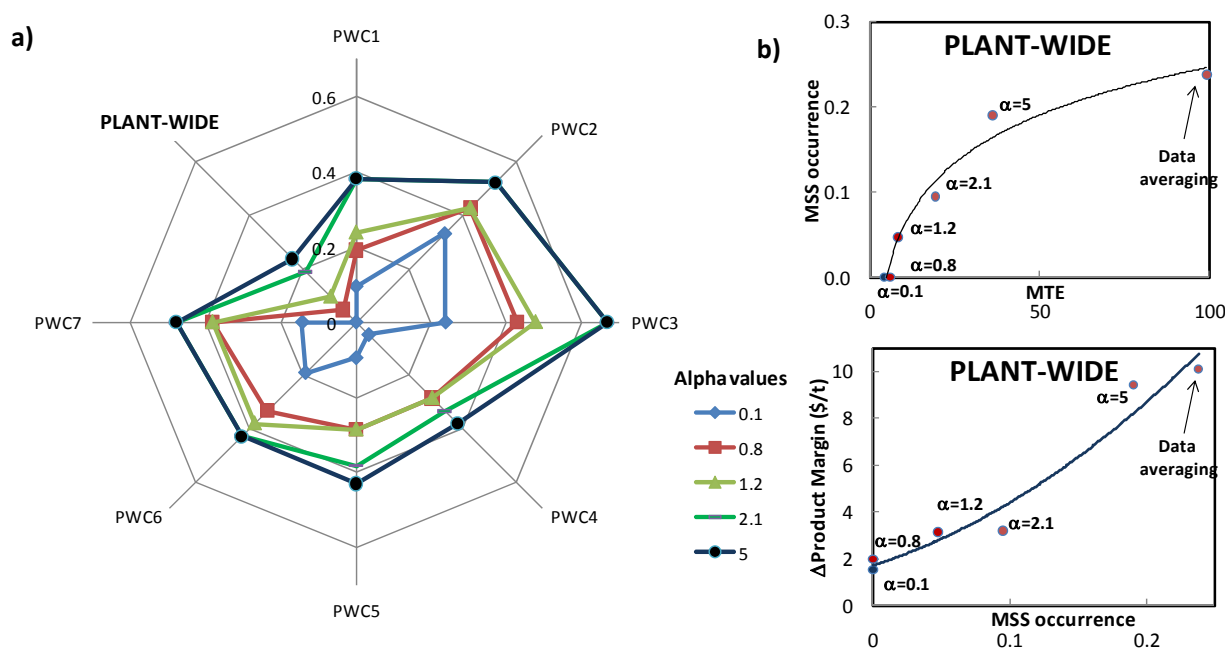 a)
PWC1
PWC2
PWC3
PWC4
PWC5
PWC6
PWC7
PLANT-WIDE
0.6
0.4
0.2
0
Alpha values
0.1
0.8
1.2
2.1
5
b)
PLANT-WIDE
MSS occurrence
0.3
0.2
0.1
0.0
α=5
α=2.1
α=1.2
α=0.8
α=0.1
Data
averaging
MTE
50
100
PLANT-WIDE
ΔProduct Margin ($/t)
10
8
6
4
2
0
α=5
α=1.2
α=2.1
α=0.8
α=0.1
Data
averaging
MSS occurrence
0
0.1
0.2